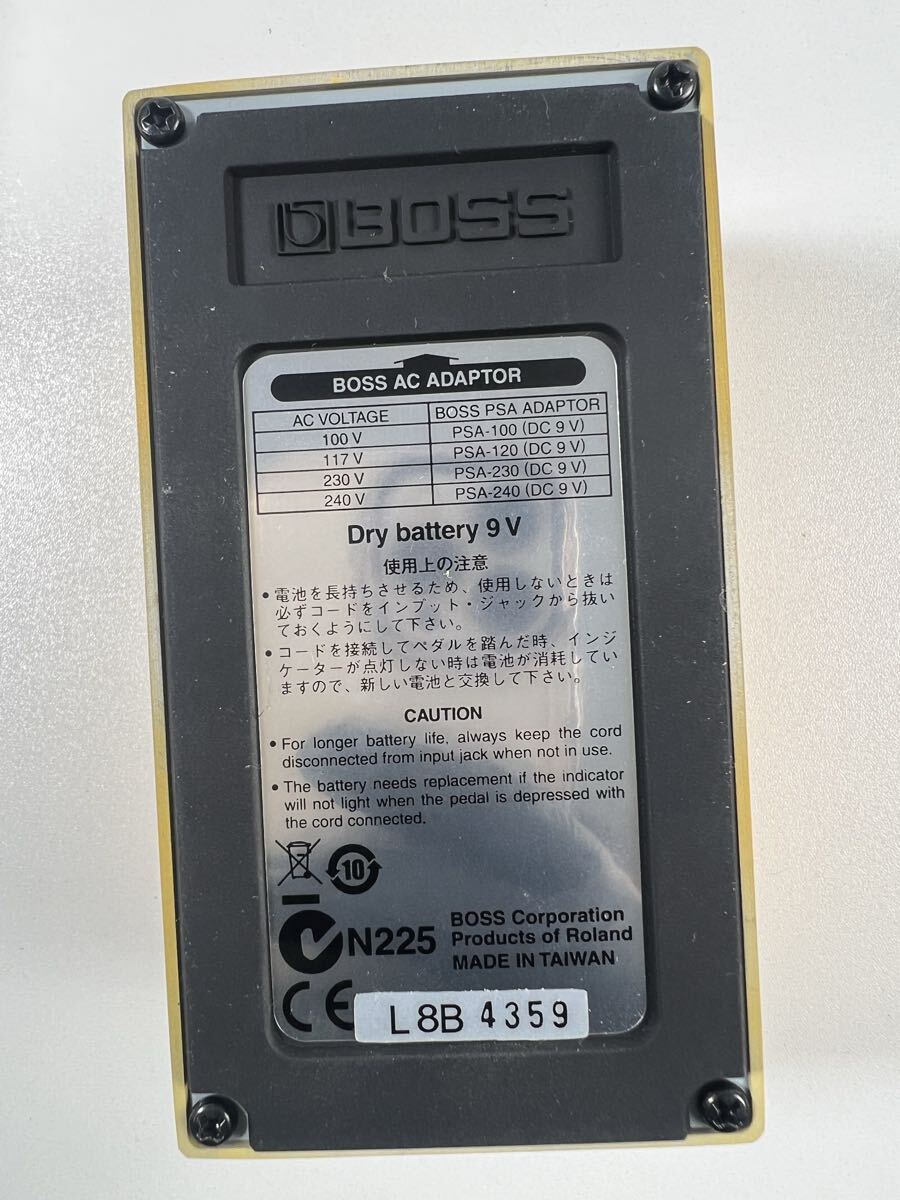 BOSS
BOSS AC ADAPTOR
AC VOLTAGE BOSS PSA ADAPTOR
100 V PSA-100 (DC 9 V)
117 V PSA-120 (DC 9 V)
230 V PSA-230 (DC 9 V)
240 V PSA-240 (DC 9 V)
Dry battery 9 V
使用上の注意
• 電池を長持ちさせるため、使用しないときは
必ずコードをインプット・ジャックから抜い
ておくようにして下さい。
• コードを接続してペダルを踏んだ時、インジ
ケーターが点灯しない時は電池が消耗してい
ますので、新しい電池と交換して下さい。
CAUTION
• For longer battery life, always keep the cord
disconnected from input jack when not in use.
• The battery needs replacement if the indicator
will not light when the pedal is depressed with
the cord connected.
10
N225
BOSS Corporation
Products of Roland
MADE IN TAIWAN
CE
L8B 4359